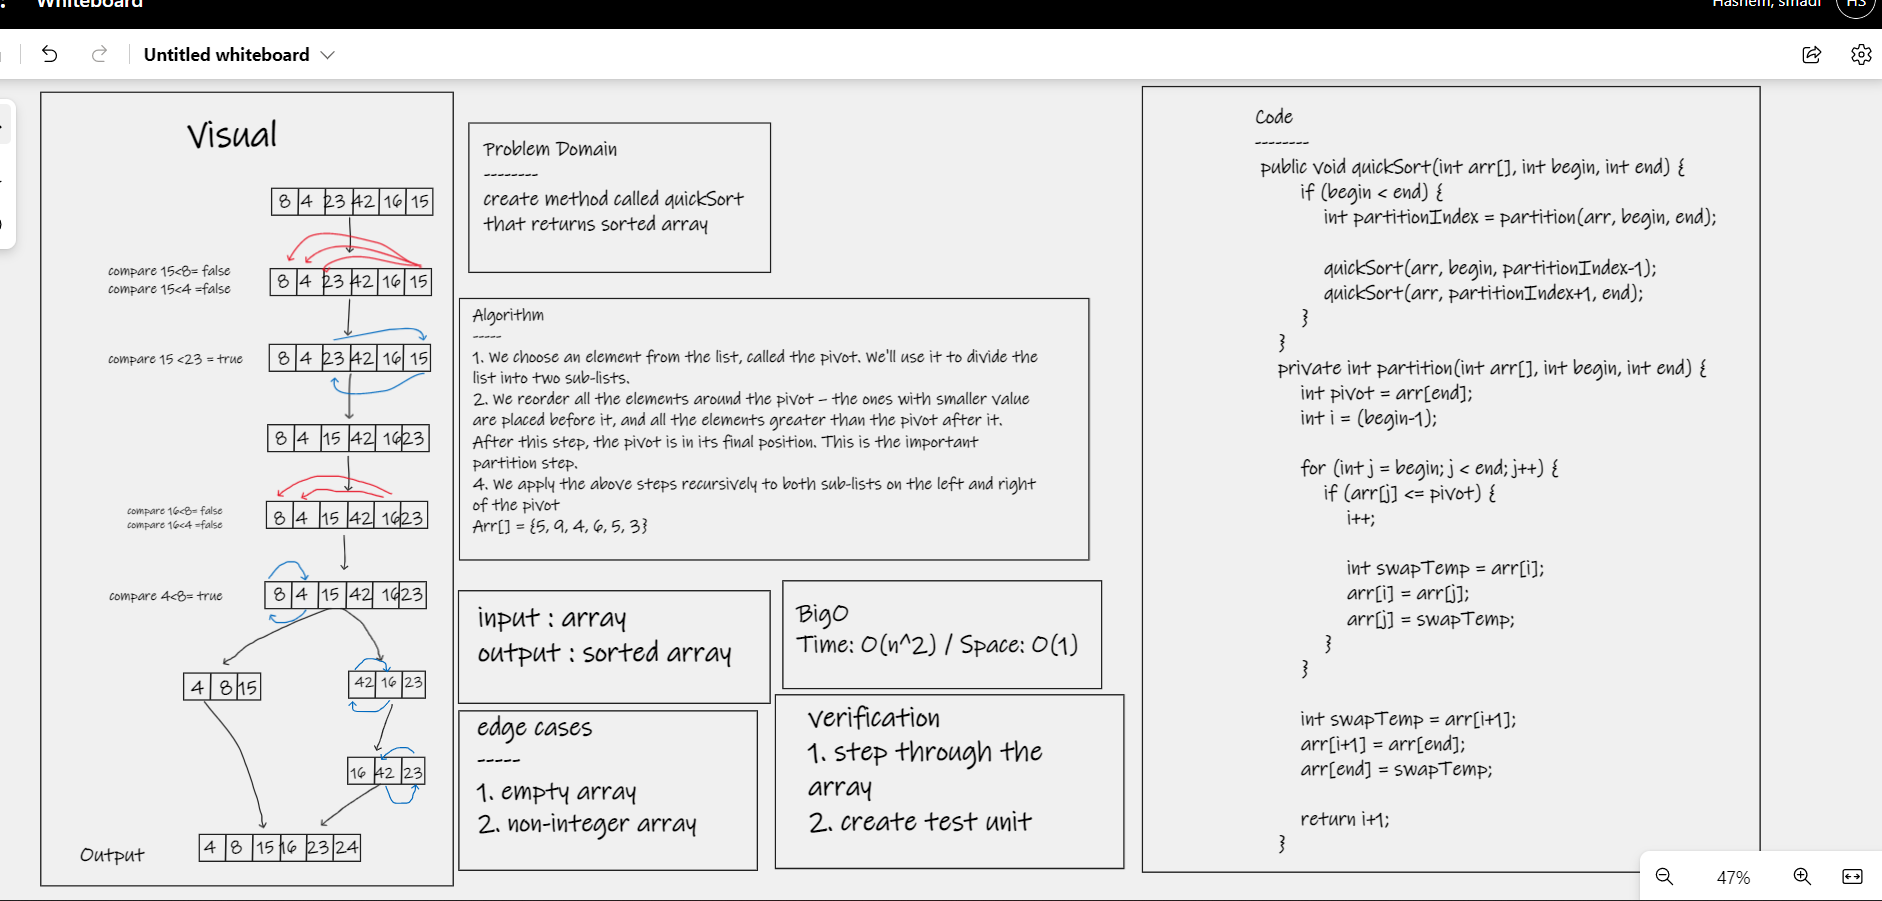 Whiteboard
Hashem, smadi
HS
Untitled whiteboard
Visual
8 4 23 42 16 15
compare 15<8= false
compare 15<4 =false
8 4 23 42 16 15
compare 15 <23 = true
8 4 23 42 16 15
8 4 15 42 16 23
compare 16<8= false
compare 16<4 =false
8 4 15 42 16 23
compare 4<8= true
8 4 15 42 16 23
4 8 15
42 16 23
16 42 23
Output
4 8 15 16 23 24
Problem Domain
--------
create method called quickSort
that returns sorted array
Algorithm
-----
1. We choose an element from the list, called the pivot. We'll use it to divide the
list into two sub-lists.
2. We reorder all the elements around the pivot – the ones with smaller value
are placed before it, and all the elements greater than the pivot after it.
After this step, the pivot is in its final position. This is the important
partition step.
4. We apply the above steps recursively to both sub-lists on the left and right
of the pivot
Arr[] = {5, 9, 4, 6, 5, 3}
input : array
output : sorted array
BigO
Time: O(n^2) / Space: O(1)
edge cases
-----
1. empty array
2. non-integer array
verification
1. step through the
array
2. create test unit
Code
--------
public void quickSort(int arr[], int begin, int end) {
if (begin < end) {
int partitionIndex = partition(arr, begin, end);
quickSort(arr, begin, partitionIndex-1);
quickSort(arr, partitionIndex+1, end);
}
}
private int partition(int arr[], int begin, int end) {
int pivot = arr[end];
int i = (begin-1);
for (int j = begin; j < end; j++) {
if (arr[j] <= pivot) {
i++;
int swapTemp = arr[i];
arr[i] = arr[j];
arr[j] = swapTemp;
}
}
int swapTemp = arr[i+1];
arr[i+1] = arr[end];
arr[end] = swapTemp;
return i+1;
}
47%